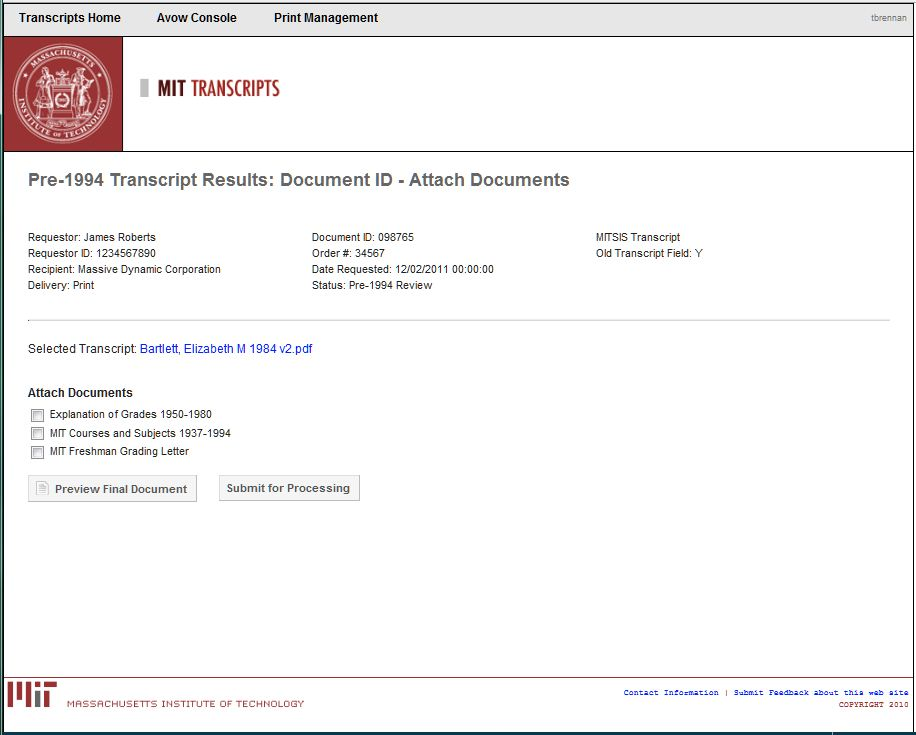 Transcripts Home Avow Console Print Management tbrennan
MASSACHUSETTS INSTITUTE OF TECHNOLOGY
MIT TRANSCRIPTS
Pre-1994 Transcript Results: Document ID - Attach Documents
Requestor: James Roberts
Requestor ID: 1234567890
Recipient: Massive Dynamic Corporation
Delivery: Print
Document ID: 098765
Order #: 34567
Date Requested: 12/02/2011 00:00:00
Status: Pre-1994 Review
MITSIS Transcript
Old Transcript Field: Y
Selected Transcript: Bartlett, Elizabeth M 1984 v2.pdf
Attach Documents
Explanation of Grades 1950-1980
MIT Courses and Subjects 1937-1994
MIT Freshman Grading Letter
Preview Final Document Submit for Processing
MIT MASSACHUSETTS INSTITUTE OF TECHNOLOGY
Contact Information | Submit Feedback about this web site
COPYRIGHT 2010